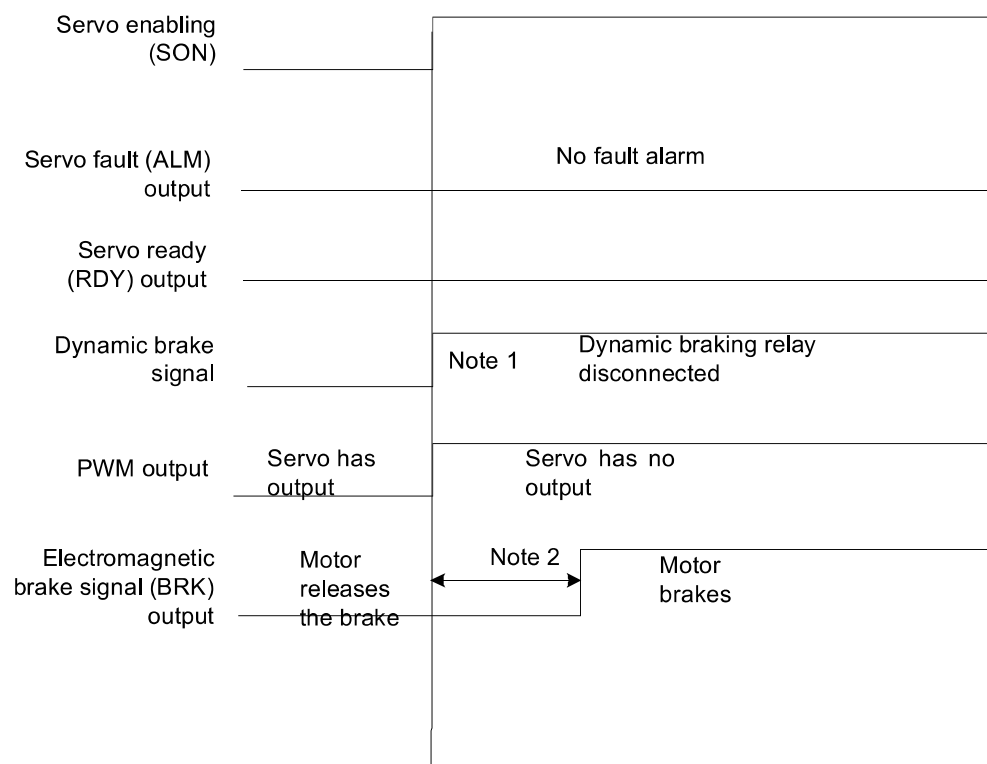 Servo enabling
(SON)
Servo fault (ALM)
output
No fault alarm
Servo ready
(RDY) output
Dynamic brake
signal
Note 1
Dynamic braking relay
disconnected
PWM output
Servo has
output
Servo has no
output
Electromagnetic
brake signal (BRK)
output
Motor
releases
the brake
Note 2
Motor
brakes